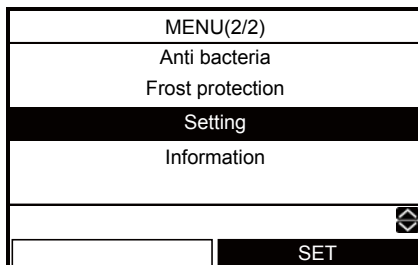 MENU(2/2)
Anti bacteria
Frost protection
Setting
Information
SET